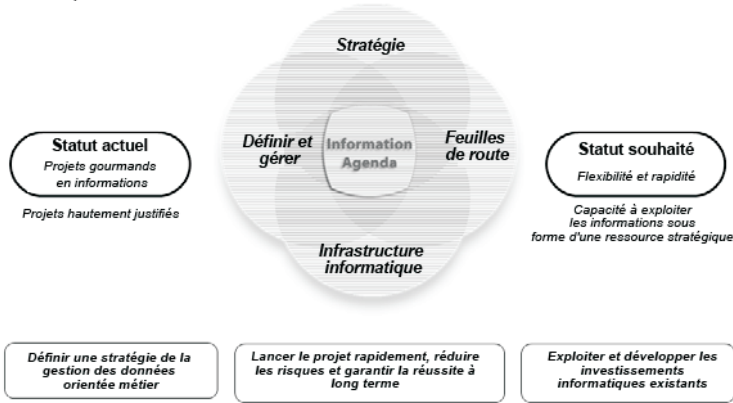 Stratégie
Statut actuel
Projets gourmands
en informations
Projets hautement justifiés
Définir et
gérer
Information
Agenda
Feuilles
de route
Statut souhaité
Flexibilité et rapidité
Capacité à exploiter
les informations sous
forme d'une ressource stratégique
Infrastructure
informatique
Définir une stratégie de la
gestion des données
orientée métier
Lancer le projet rapidement, réduire
les risques et garantir la réussite à
long terme
Exploiter et développer les
investissements
informatiques existants